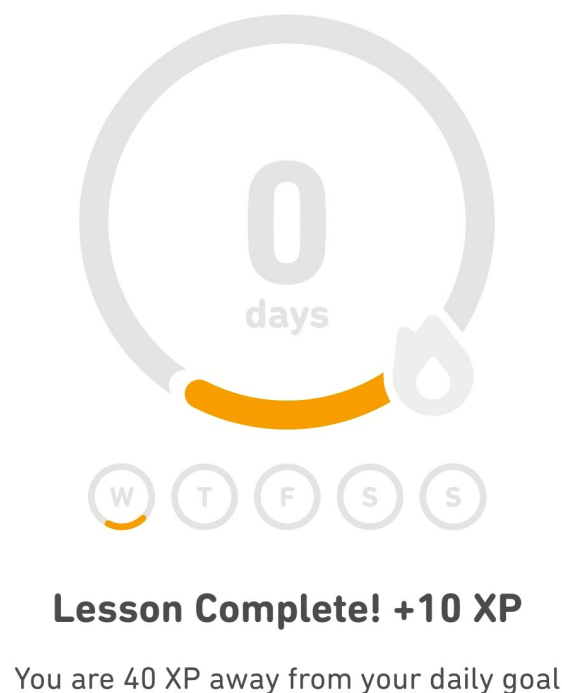 0
days
W T F S S
Lesson Complete! +10 XP
You are 40 XP away from your daily goal